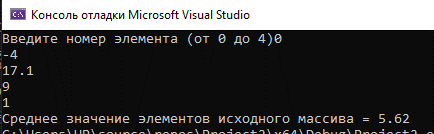 Консоль отладки Microsoft Visual Studio
Введите номер элемента (от 0 до 4)0
-4
17.1
9
1
Среднее значение элементов исходного массива = 5.62